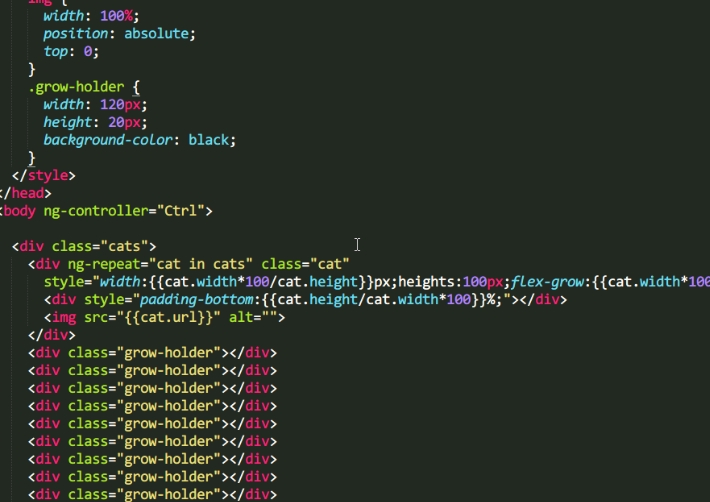 img {
width: 100%;
position: absolute;
top: 0;
}
.grow-holder {
width: 120px;
height: 20px;
background-color: black;
}
</style>
</head>
<body ng-controller="Ctrl">
<div class="cats">
<div ng-repeat="cat in cats" class="cat"
style="width:{{cat.width*100/cat.height}}px;heights:100px;flex-grow:{{cat.width*100
<div style="padding-bottom:{{cat.height/cat.width*100}}%;"></div>
<img src="{{cat.url}}" alt="">
</div>
<div class="grow-holder"></div>
<div class="grow-holder"></div>
<div class="grow-holder"></div>
<div class="grow-holder"></div>
<div class="grow-holder"></div>
<div class="grow-holder"></div>
<div class="grow-holder"></div>
<div class="grow-holder"></div>
<div class="grow-holder"></div>